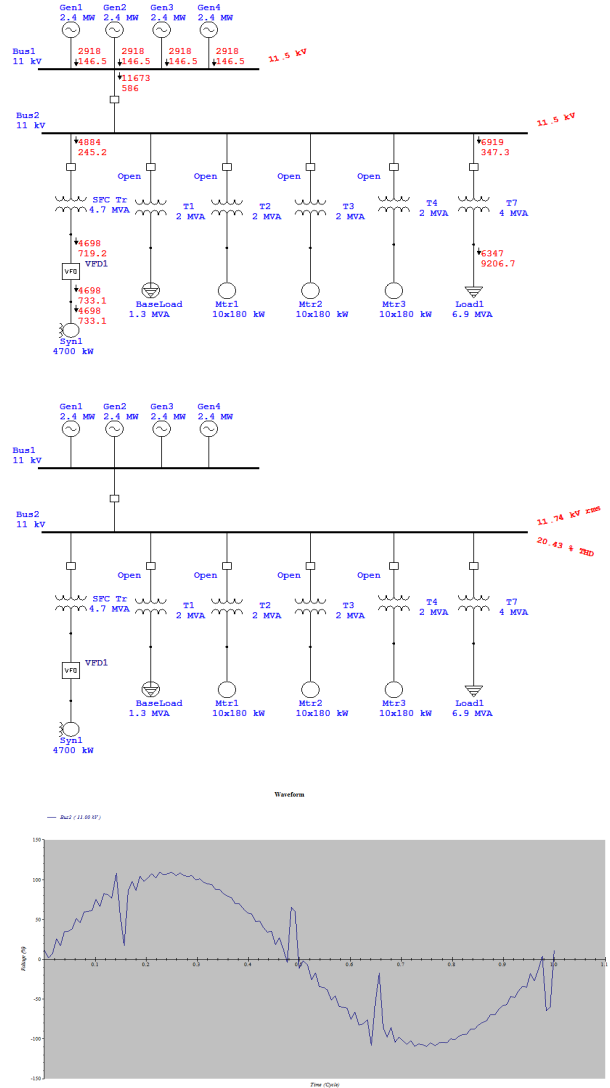 Gen1 Gen2 Gen3 Gen4
2.4 MW 2.4 MW 2.4 MW 2.4 MW
Bus1 2918 2918 2918 2918
11 kV 146.5 146.5 146.5 146.5 11.5 kV
11673
586
Bus2
11 kV 11.5 kV
4884 6919
245.2 347.3
Open Open Open
SFC Tr T1 T2 T3 T4 T7
4.7 MVA 2 MVA 2 MVA 2 MVA 2 MVA 4 MVA
4698 6347
719.2 9206.7
VFD1
VFD
4698
733.1
4698
733.1
BaseLoad Mtr1 Mtr2 Mtr3 Load1
1.3 MVA 10x180 kW 10x180 kW 10x180 kW 6.9 MVA
Syn1
4700 kW
Gen1 Gen2 Gen3 Gen4
2.4 MW 2.4 MW 2.4 MW 2.4 MW
Bus1
11 kV
Bus2
11 kV 11.74 kV rms
20.43 % THD
Open Open Open
SFC Tr T1 T2 T3 T4 T7
4.7 MVA 2 MVA 2 MVA 2 MVA 2 MVA 4 MVA
VFD1
VFD
BaseLoad Mtr1 Mtr2 Mtr3 Load1
1.3 MVA 10x180 kW 10x180 kW 10x180 kW 6.9 MVA
Syn1
4700 kW
Waveform
Bus2 ( 11.00 kV )
150
100
50
0
0.1 0.2 0.3 0.4 0.5 0.6 0.7 0.8 0.9 1.0 1.1
-50
-100
-150
Voltage (%)
Time (Cycle)